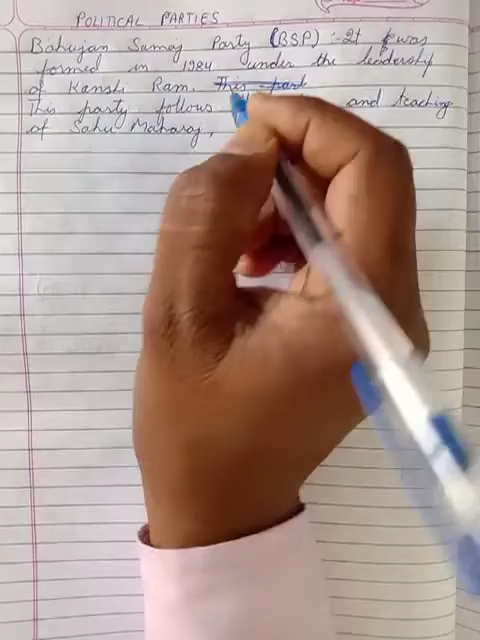 POLITICAL PARTIES
Bahujan Samaj Party (BSP) :- It was
formed in 1984 under the leadership
of Kanshi Ram. This part
This party follows and teaching
of Sahu Maharaj,